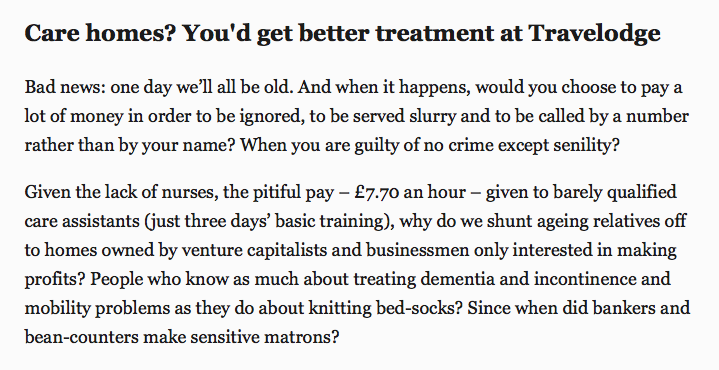 Care homes? You'd get better treatment at Travelodge
Bad news: one day we’ll all be old. And when it happens, would you choose to pay a
lot of money in order to be ignored, to be served slurry and to be called by a number
rather than by your name? When you are guilty of no crime except senility?
Given the lack of nurses, the pitiful pay – £7.70 an hour – given to barely qualified
care assistants (just three days’ basic training), why do we shunt ageing relatives off
to homes owned by venture capitalists and businessmen only interested in making
profits? People who know as much about treating dementia and incontinence and
mobility problems as they do about knitting bed-socks? Since when did bankers and
bean-counters make sensitive matrons?